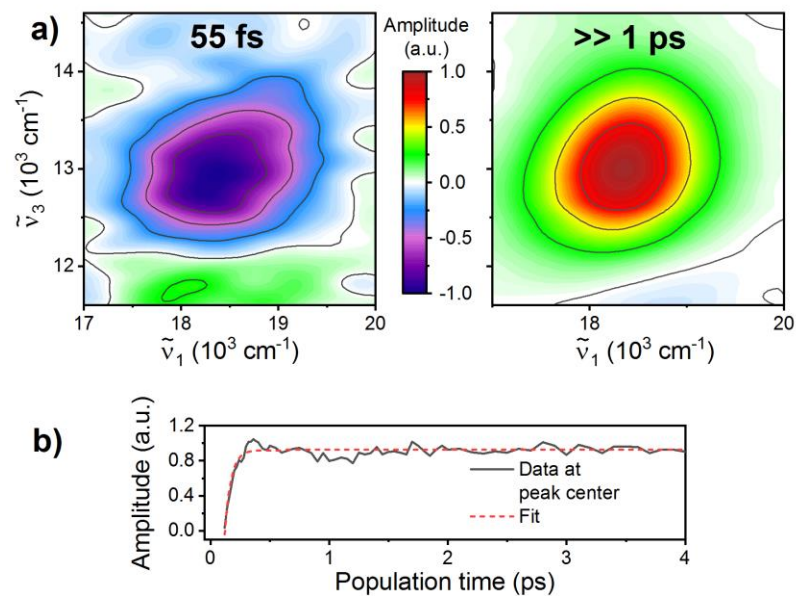 a)
55 fs
Amplitude
(a.u.)
>> 1 ps
14
13
12
ν̃3 (10³ cm⁻¹)
1.0
0.5
0.0
-0.5
-1.0
17 18 19 20
ν̃1 (10³ cm⁻¹)
18 19 20
ν̃1 (10³ cm⁻¹)
b)
Amplitude (a.u.)
1.2
0.8
0.4
0.0
Data at
peak center
Fit
0 1 2 3 4
Population time (ps)